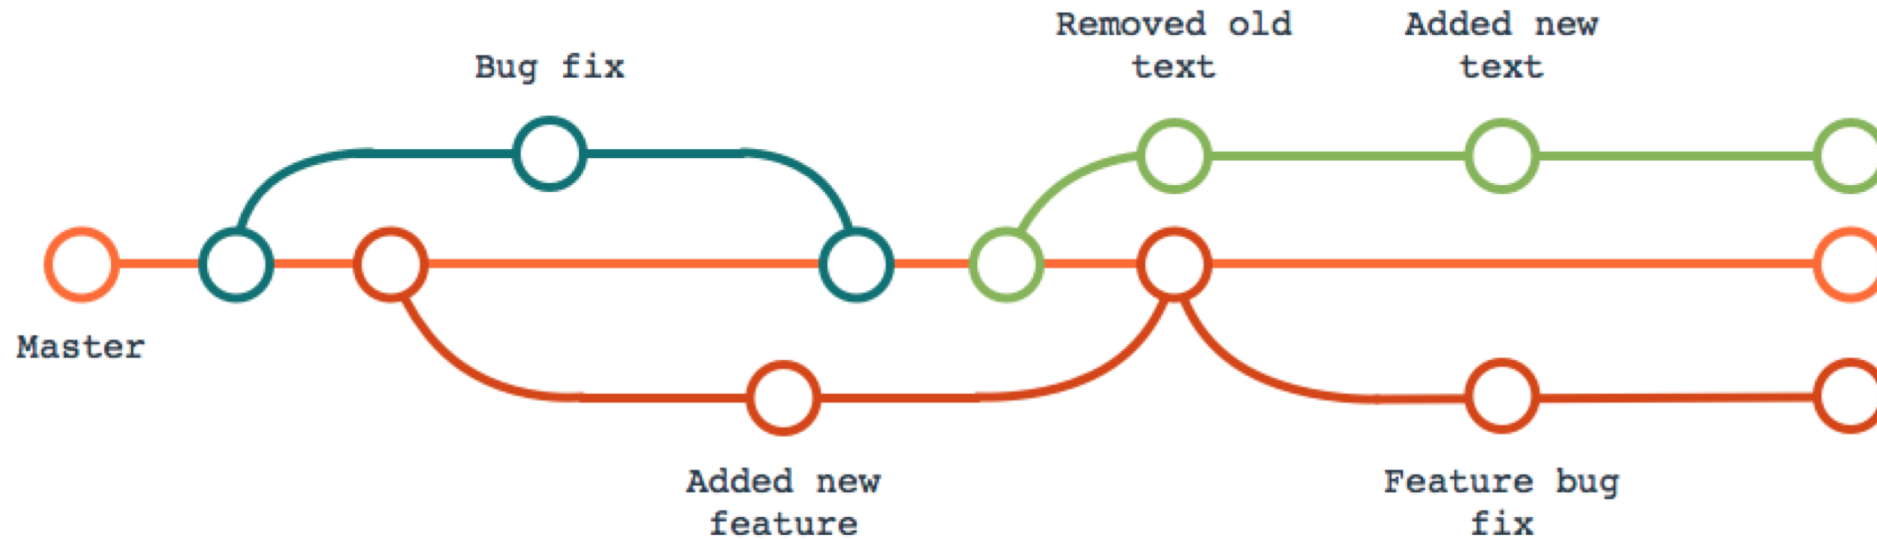 Removed old
text
Added new
text
Bug fix
Master
Added new
feature
Feature bug
fix